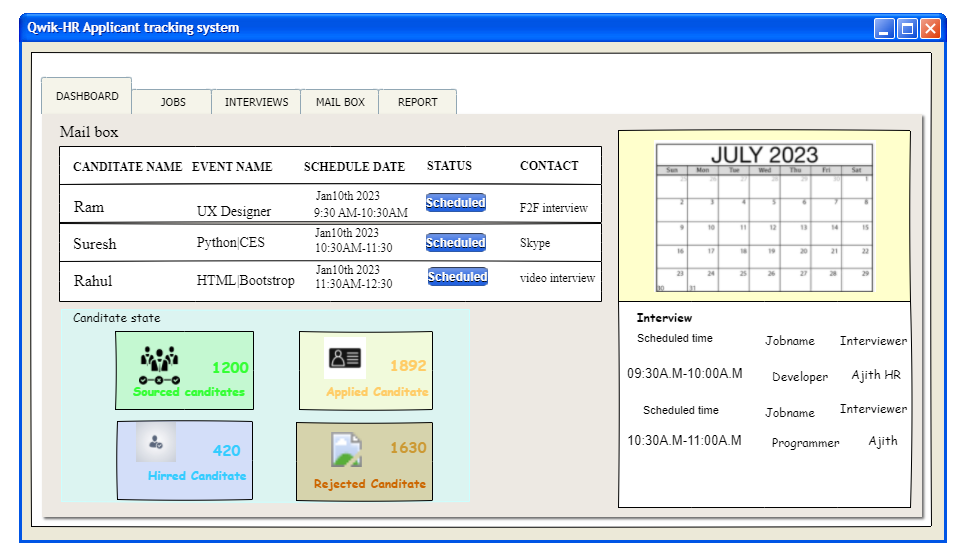 Qwik-HR Applicant tracking system
DASHBOARD JOBS INTERVIEWS MAIL BOX REPORT
Mail box
CANDITATE NAME EVENT NAME SCHEDULE DATE STATUS CONTACT
Ram UX Designer Jan10th 2023 Scheduled F2F interview
9:30 AM-10:30AM
Suresh Python|CES Jan10th 2023 Scheduled Skype
10:30AM-11:30
Rahul HTML|Bootstrop Jan10th 2023 Scheduled video interview
11:30AM-12:30
Canditate state
1200
Sourced canditates
1892
Applied Canditate
420
Hirred Canditate
1630
Rejected Canditate
JULY 2023
Sun Mon Tue Wed Thu Fri Sat
25 26 27 28 29 30 1
2 3 4 5 6 7 8
9 10 11 12 13 14 15
16 17 18 19 20 21 22
23 24 25 26 27 28 29
30 31
Interview
Scheduled time Jobname Interviewer
09:30A.M-10:00A.M Developer Ajith HR
Scheduled time Jobname Interviewer
10:30A.M-11:00A.M Programmer Ajith